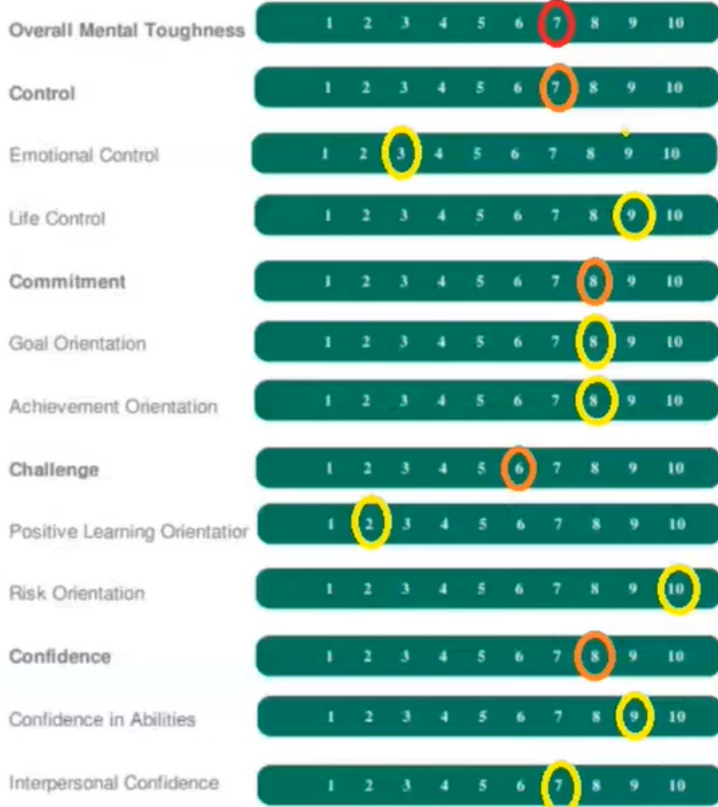 Overall Mental Toughness 1 2 3 4 5 6 7 8 9 10
Control 1 2 3 4 5 6 7 8 9 10
Emotional Control 1 2 3 4 5 6 7 8 9 10
Life Control 1 2 3 4 5 6 7 8 9 10
Commitment 1 2 3 4 5 6 7 8 9 10
Goal Orientation 1 2 3 4 5 6 7 8 9 10
Achievement Orientation 1 2 3 4 5 6 7 8 9 10
Challenge 1 2 3 4 5 6 7 8 9 10
Positive Learning Orientation 1 2 3 4 5 6 7 8 9 10
Risk Orientation 1 2 3 4 5 6 7 8 9 10
Confidence 1 2 3 4 5 6 7 8 9 10
Confidence in Abilities 1 2 3 4 5 6 7 8 9 10
Interpersonal Confidence 1 2 3 4 5 6 7 8 9 10